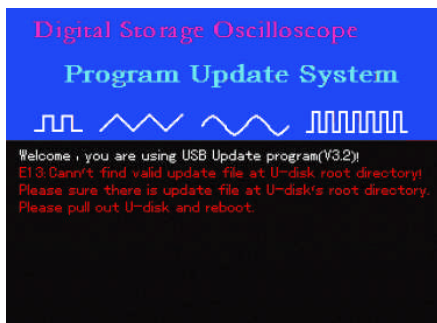 Digital Storage Oscilloscope
Program Update System
Welcome , you are using USB Update program(V3.2)!
E13:Cann't find valid update file at U-disk root directory!
Please sure there is update file at U-disk's root directory.
Please pull out U-disk and reboot.